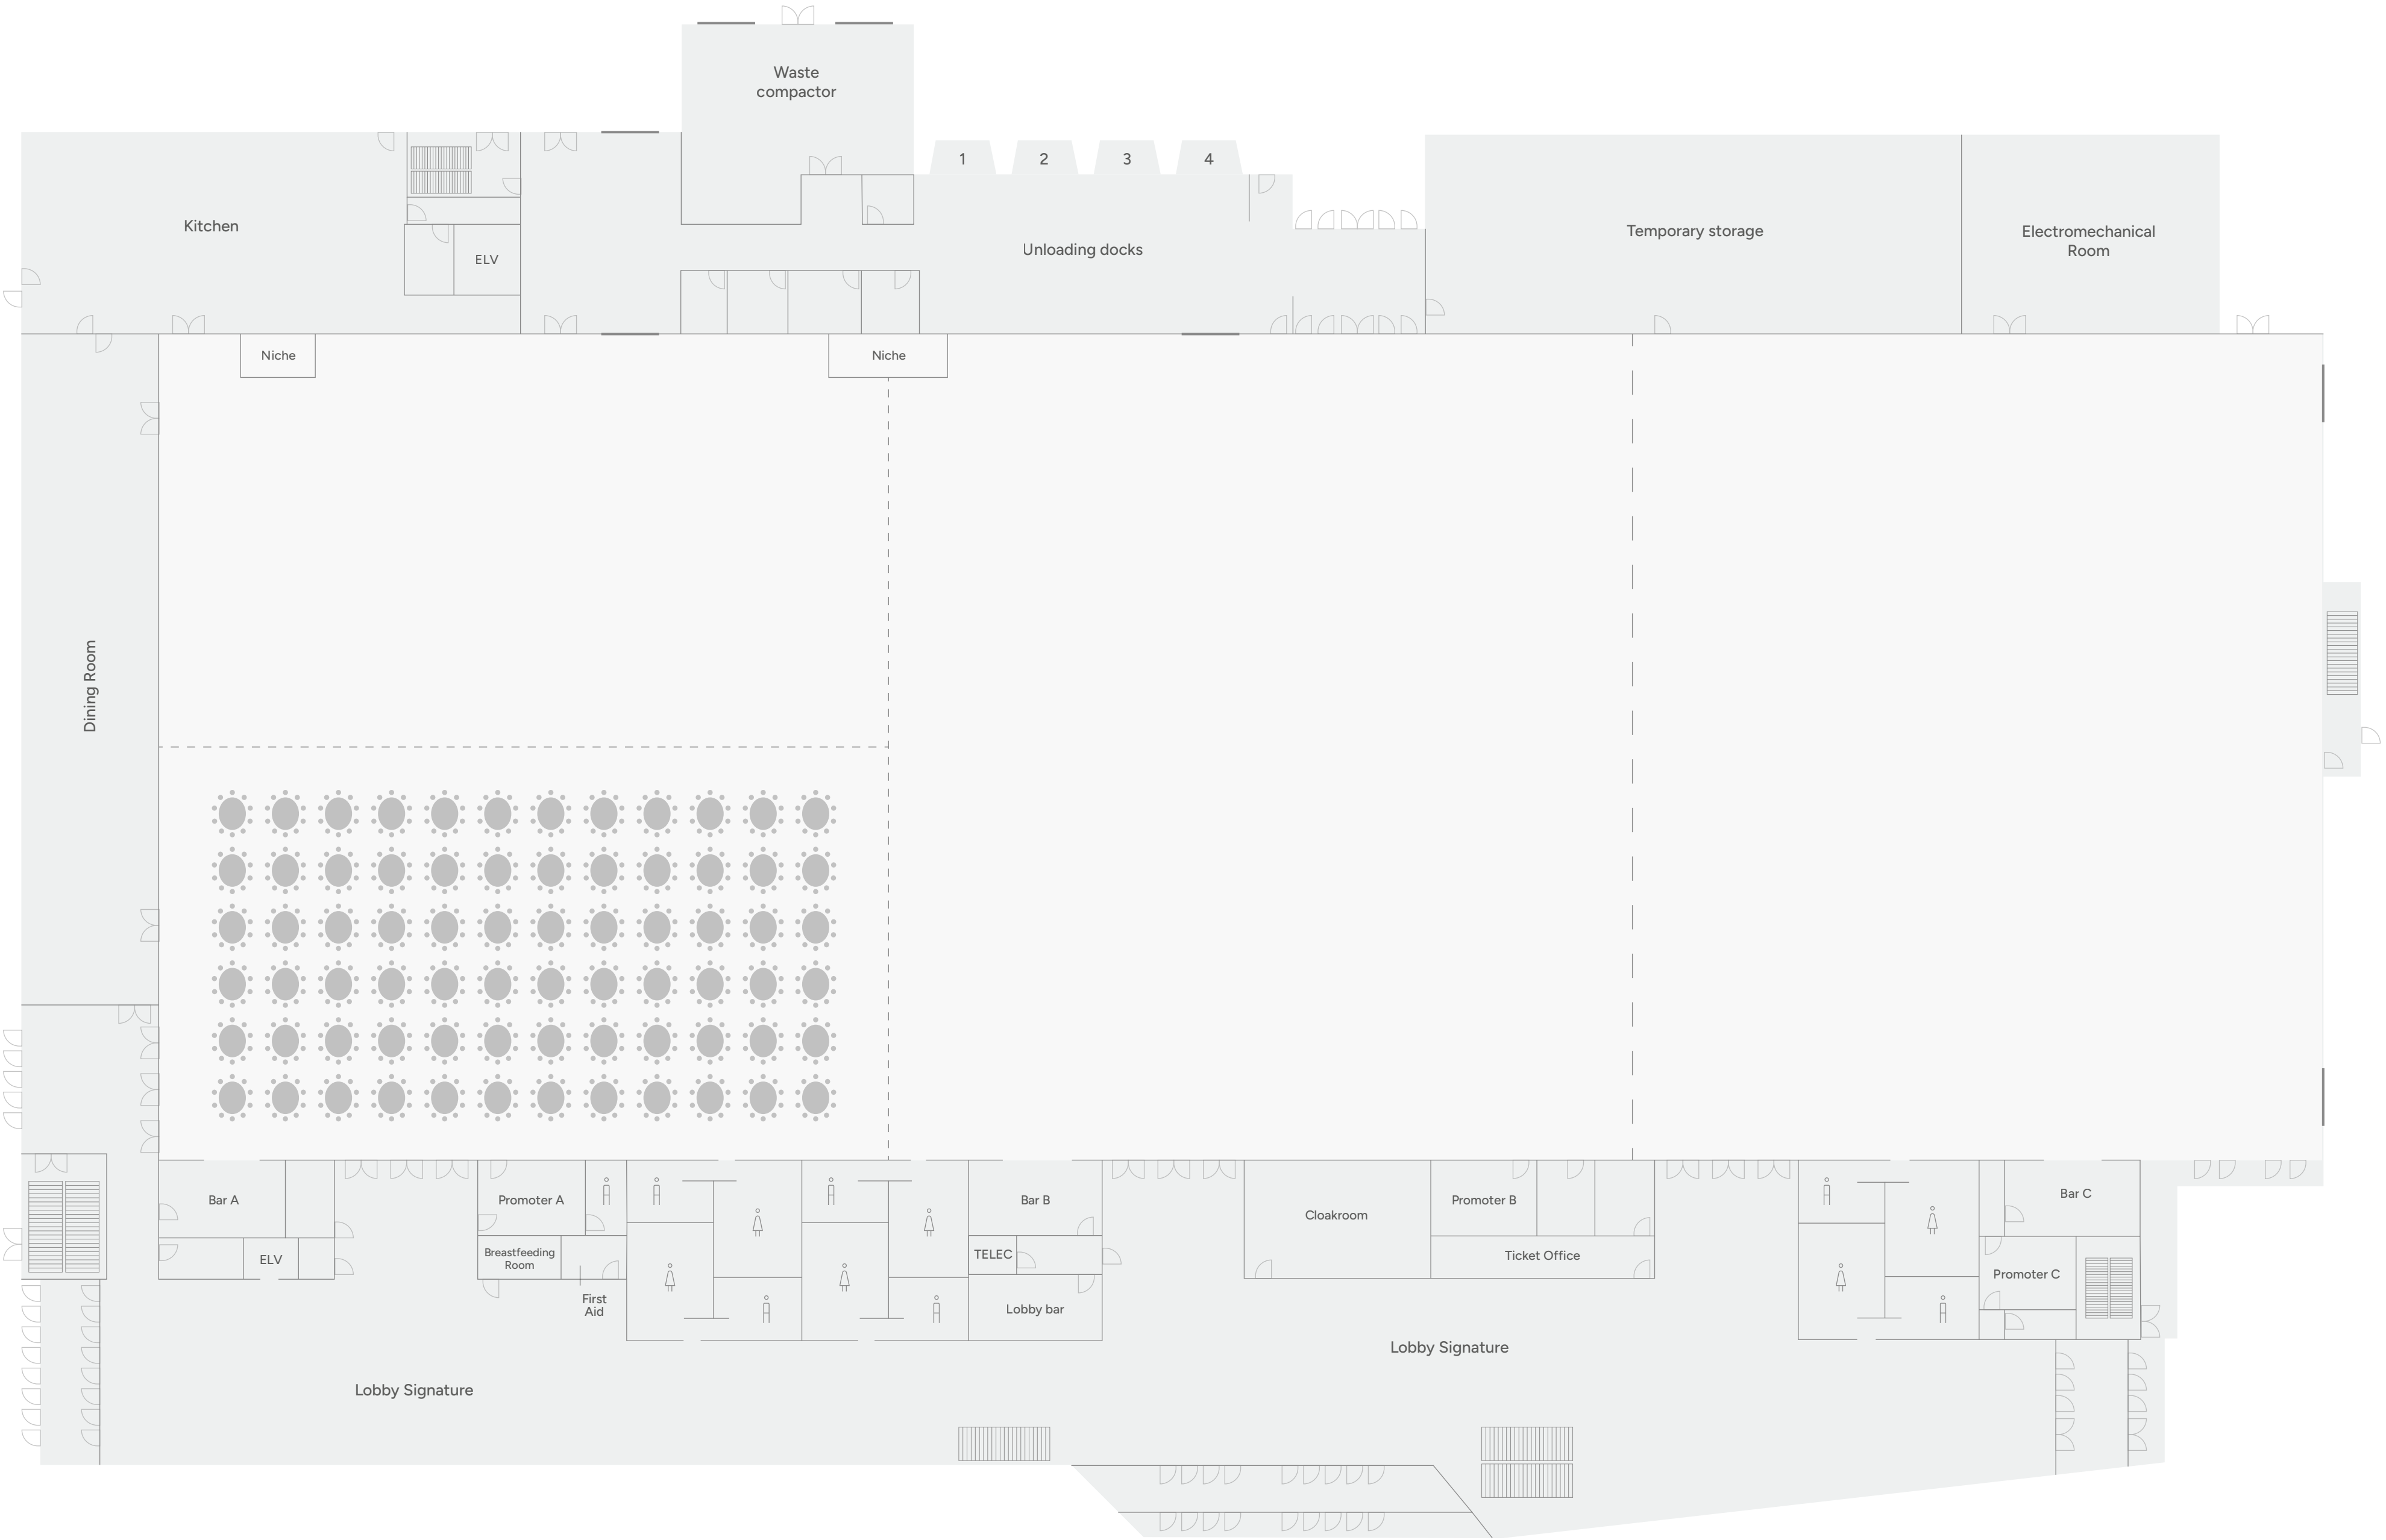 Waste
compactor
1
2
3
4
Kitchen
ELV
Unloading docks
Temporary storage
Electromechanical
Room
Niche
Niche
Dining Room
Bar A
ELV
Promoter A
Breastfeeding
Room
First
Aid
Bar B
TELEC
Lobby bar
Cloakroom
Promoter B
Ticket Office
Bar C
Promoter C
Lobby Signature
Lobby Signature